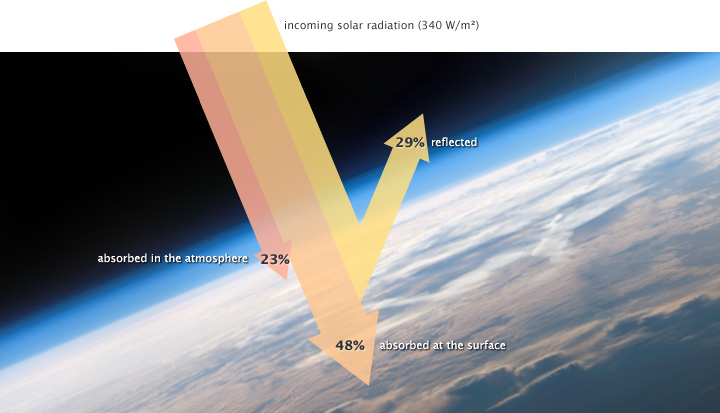 incoming solar radiation (340 W/m²)
29% reflected
absorbed in the atmosphere 23%
48% absorbed at the surface